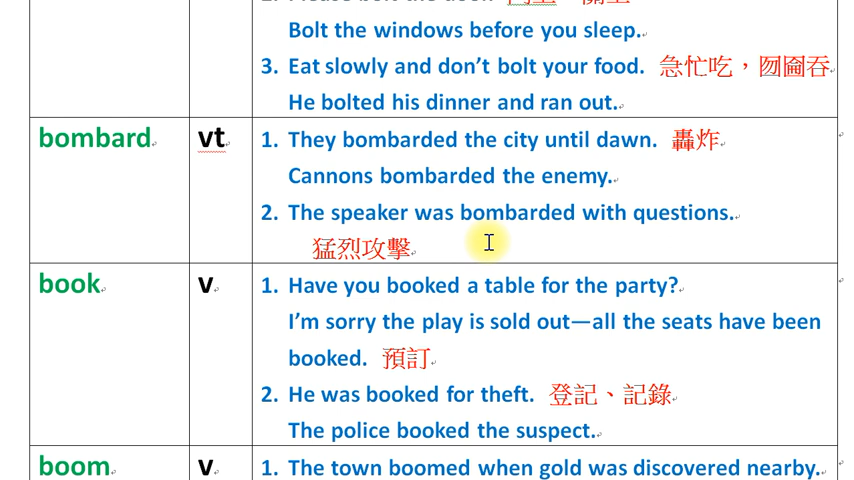 Bolt the windows before you sleep.
3. Eat slowly and don't bolt your food. 急忙吃，囫圇吞
He bolted his dinner and ran out.
bombard vt 1. They bombarded the city until dawn. 轟炸
Cannons bombarded the enemy.
2. The speaker was bombarded with questions.
猛烈攻擊
book v 1. Have you booked a table for the party?
I'm sorry the play is sold out—all the seats have been
booked. 預訂
2. He was booked for theft. 登記、記錄
The police booked the suspect.
boom v 1. The town boomed when gold was discovered nearby.